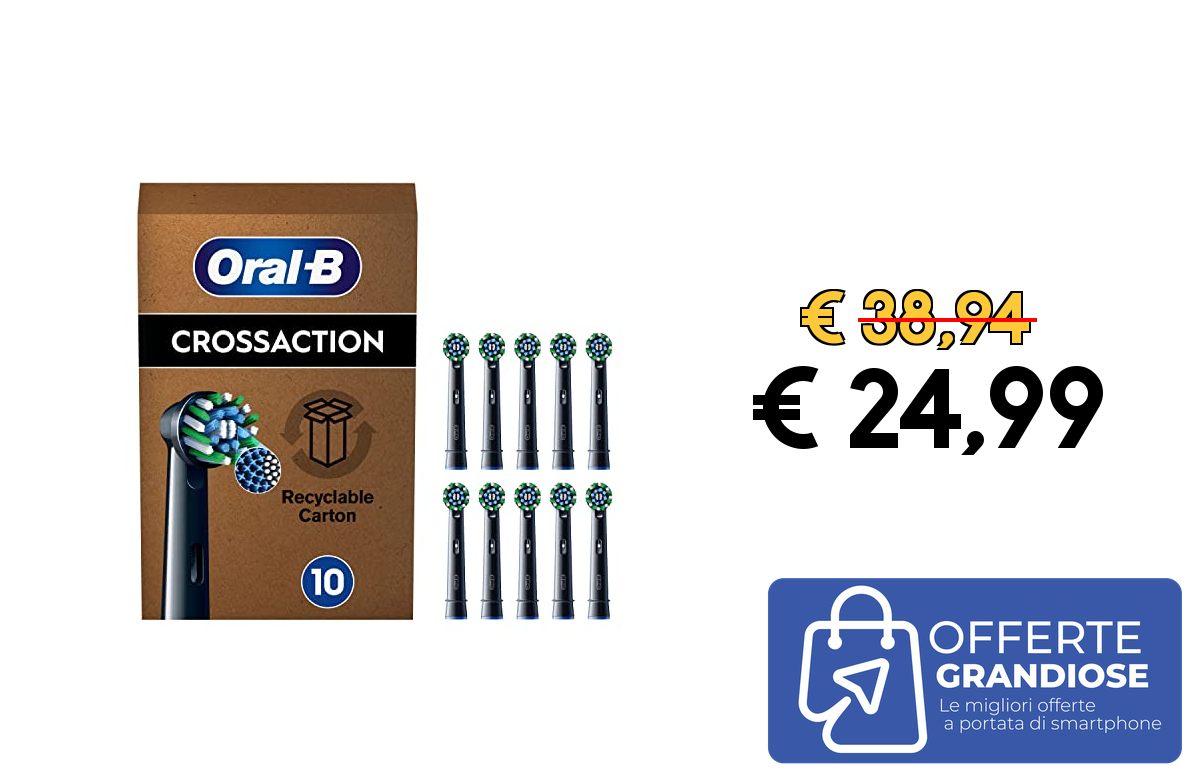 Oral-B
CROSSACTION
Recyclable
Carton
10
€ 38,94
€ 24,99
OFFERTE
GRANDIOSE
Le migliori offerte
a portata di smartphone